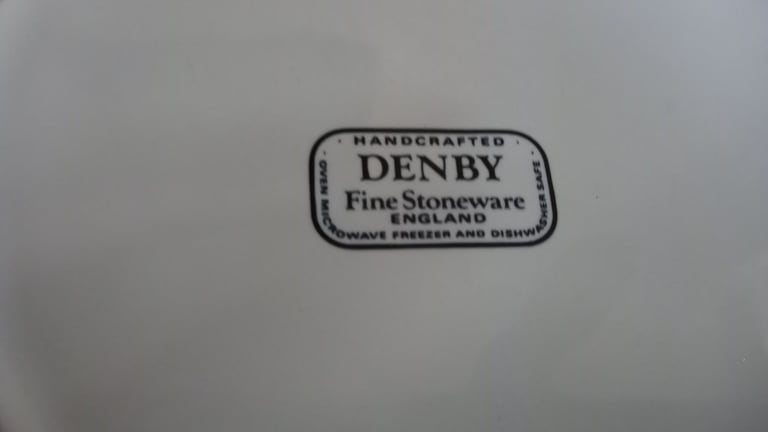 · HANDCRAFTED ·
DENBY
Fine Stoneware
ENGLAND
· OVEN MICROWAVE FREEZER AND DISHWASHER SAFE ·